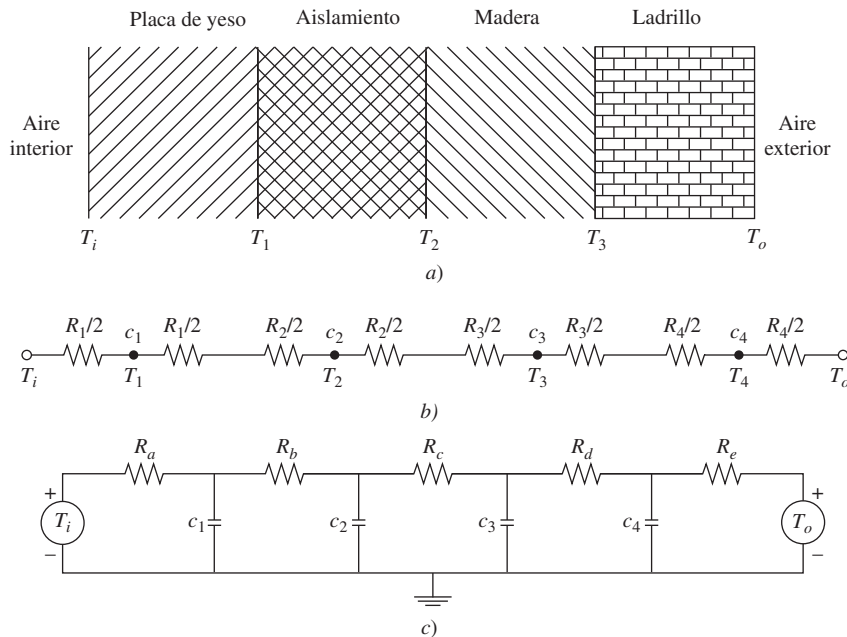 Placa de yeso Aislamiento Madera Ladrillo
Aire interior
Aire exterior
T_i T_1 T_2 T_3 T_o
a)
R_1/2 c_1 R_1/2 R_2/2 c_2 R_2/2 R_3/2 c_3 R_3/2 R_4/2 c_4 R_4/2
T_i T_1 T_2 T_3 T_4 T_o
b)
R_a R_b R_c R_d R_e
+ +
T_i c_1 c_2 c_3 c_4 T_o
– –
c)